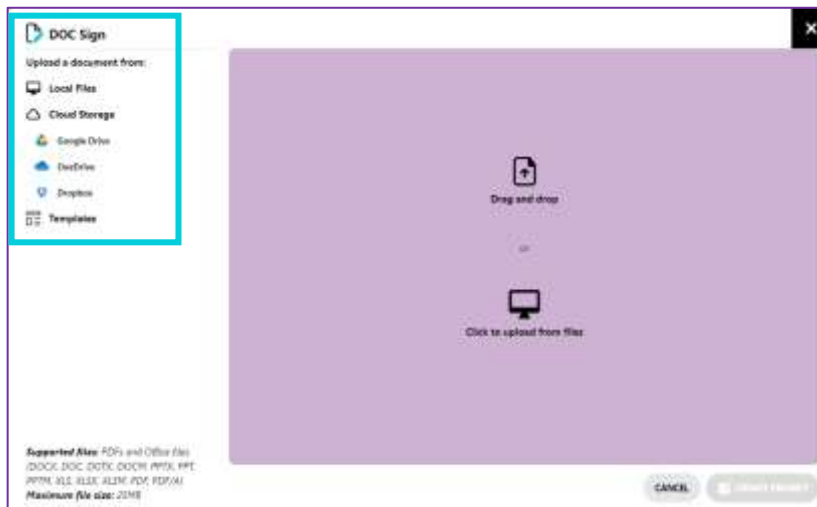 DOC Sign
Upload a document from:
Local Files
Cloud Storage
Google Drive
OneDrive
Dropbox
Templates
Drag and drop
or
Click to upload from files
Supported files: PDFs and Office files
(DOCX, DOC, DOTX, DOCM, PPTX, PPT,
PPTM, XLS, XLSX, XLSM, PDF, PDF/A)
Maximum file size: 25MB
CANCEL